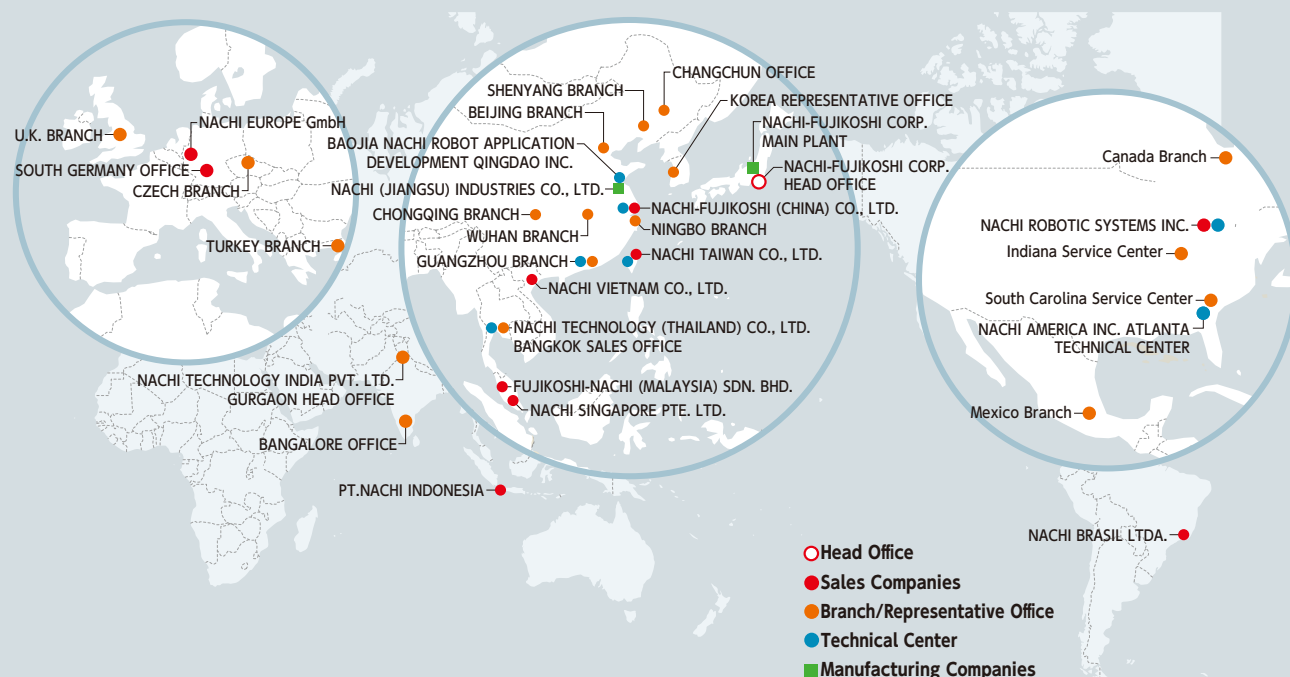 U.K. BRANCH
NACHI EUROPE GmbH
SOUTH GERMANY OFFICE
CZECH BRANCH
TURKEY BRANCH
NACHI TECHNOLOGY INDIA PVT. LTD.
GURGAON HEAD OFFICE
BANGALORE OFFICE
CHANGCHUN OFFICE
SHENYANG BRANCH
KOREA REPRESENTATIVE OFFICE
BEIJING BRANCH
NACHI-FUJIKOSHI CORP.
MAIN PLANT
BAOJIA NACHI ROBOT APPLICATION
DEVELOPMENT QINGDAO INC.
NACHI-FUJIKOSHI CORP.
HEAD OFFICE
NACHI (JIANGSU) INDUSTRIES CO., LTD.
NACHI-FUJIKOSHI (CHINA) CO., LTD.
CHONGQING BRANCH
NINGBO BRANCH
WUHAN BRANCH
NACHI TAIWAN CO., LTD.
GUANGZHOU BRANCH
NACHI VIETNAM CO., LTD.
NACHI TECHNOLOGY (THAILAND) CO., LTD.
BANGKOK SALES OFFICE
FUJIKOSHI-NACHI (MALAYSIA) SDN. BHD.
NACHI SINGAPORE PTE. LTD.
PT.NACHI INDONESIA
Canada Branch
NACHI ROBOTIC SYSTEMS INC.
Indiana Service Center
South Carolina Service Center
NACHI AMERICA INC. ATLANTA
TECHNICAL CENTER
Mexico Branch
NACHI BRASIL LTDA.
Head Office
Sales Companies
Branch/Representative Office
Technical Center
Manufacturing Companies